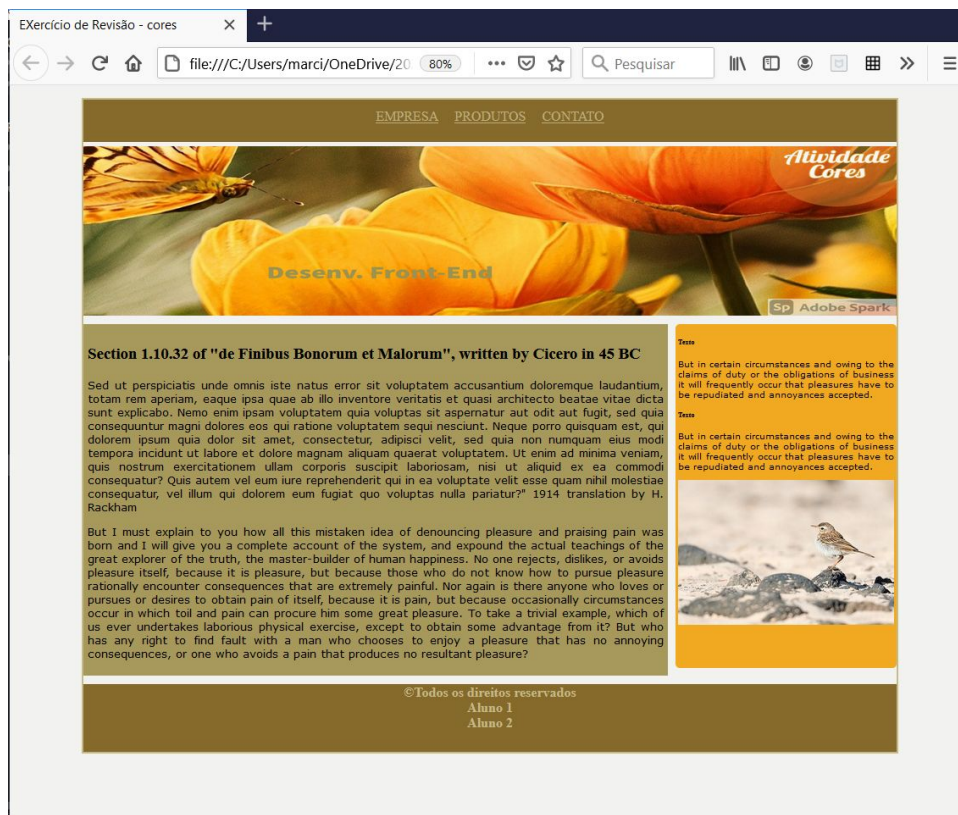 EXercício de Revisão - cores
file:///C:/Users/marci/OneDrive/20
80%
Pesquisar
EMPRESA PRODUTOS CONTATO
Atividade
Cores
Desenv. Front-End
Sp Adobe Spark
Section 1.10.32 of "de Finibus Bonorum et Malorum", written by Cicero in 45 BC
Sed ut perspiciatis unde omnis iste natus error sit voluptatem accusantium doloremque laudantium,
totam rem aperiam, eaque ipsa quae ab illo inventore veritatis et quasi architecto beatae vitae dicta
sunt explicabo. Nemo enim ipsam voluptatem quia voluptas sit aspernatur aut odit aut fugit, sed quia
consequuntur magni dolores eos qui ratione voluptatem sequi nesciunt. Neque porro quisquam est, qui
dolorem ipsum quia dolor sit amet, consectetur, adipisci velit, sed quia non numquam eius modi
tempora incidunt ut labore et dolore magnam aliquam quaerat voluptatem. Ut enim ad minima veniam,
quis nostrum exercitationem ullam corporis suscipit laboriosam, nisi ut aliquid ex ea commodi
consequatur? Quis autem vel eum iure reprehenderit qui in ea voluptate velit esse quam nihil molestiae
consequatur, vel illum qui dolorem eum fugiat quo voluptas nulla pariatur?" 1914 translation by H.
Rackham
But I must explain to you how all this mistaken idea of denouncing pleasure and praising pain was
born and I will give you a complete account of the system, and expound the actual teachings of the
great explorer of the truth, the master-builder of human happiness. No one rejects, dislikes, or avoids
pleasure itself, because it is pleasure, but because those who do not know how to pursue pleasure
rationally encounter consequences that are extremely painful. Nor again is there anyone who loves or
pursues or desires to obtain pain of itself, because it is pain, but because occasionally circumstances
occur in which toil and pain can procure him some great pleasure. To take a trivial example, which of
us ever undertakes laborious physical exercise, except to obtain some advantage from it? But who
has any right to find fault with a man who chooses to enjoy a pleasure that has no annoying
consequences, or one who avoids a pain that produces no resultant pleasure?
Texto
But in certain circumstances and owing to the
claims of duty or the obligations of business
it will frequently occur that pleasures have to
be repudiated and annoyances accepted.
Texto
But in certain circumstances and owing to the
claims of duty or the obligations of business
it will frequently occur that pleasures have to
be repudiated and annoyances accepted.
©Todos os direitos reservados
Aluno 1
Aluno 2